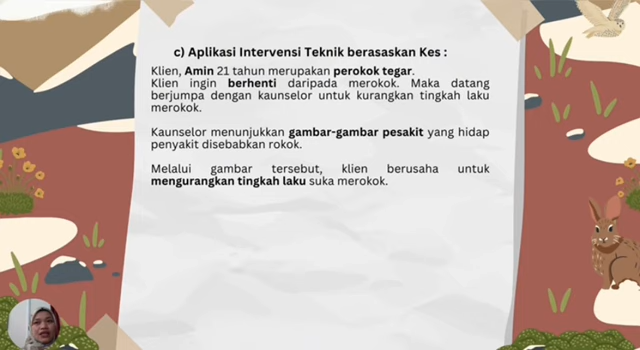 c) Aplikasi Intervensi Teknik berasaskan Kes :
Klien, Amin 21 tahun merupakan perokok tegar.
Klien ingin berhenti daripada merokok. Maka datang
berjumpa dengan kaunselor untuk kurangkan tingkah laku
merokok.
Kaunselor menunjukkan gambar-gambar pesakit yang hidap
penyakit disebabkan rokok.
Melalui gambar tersebut, klien berusaha untuk
mengurangkan tingkah laku suka merokok.